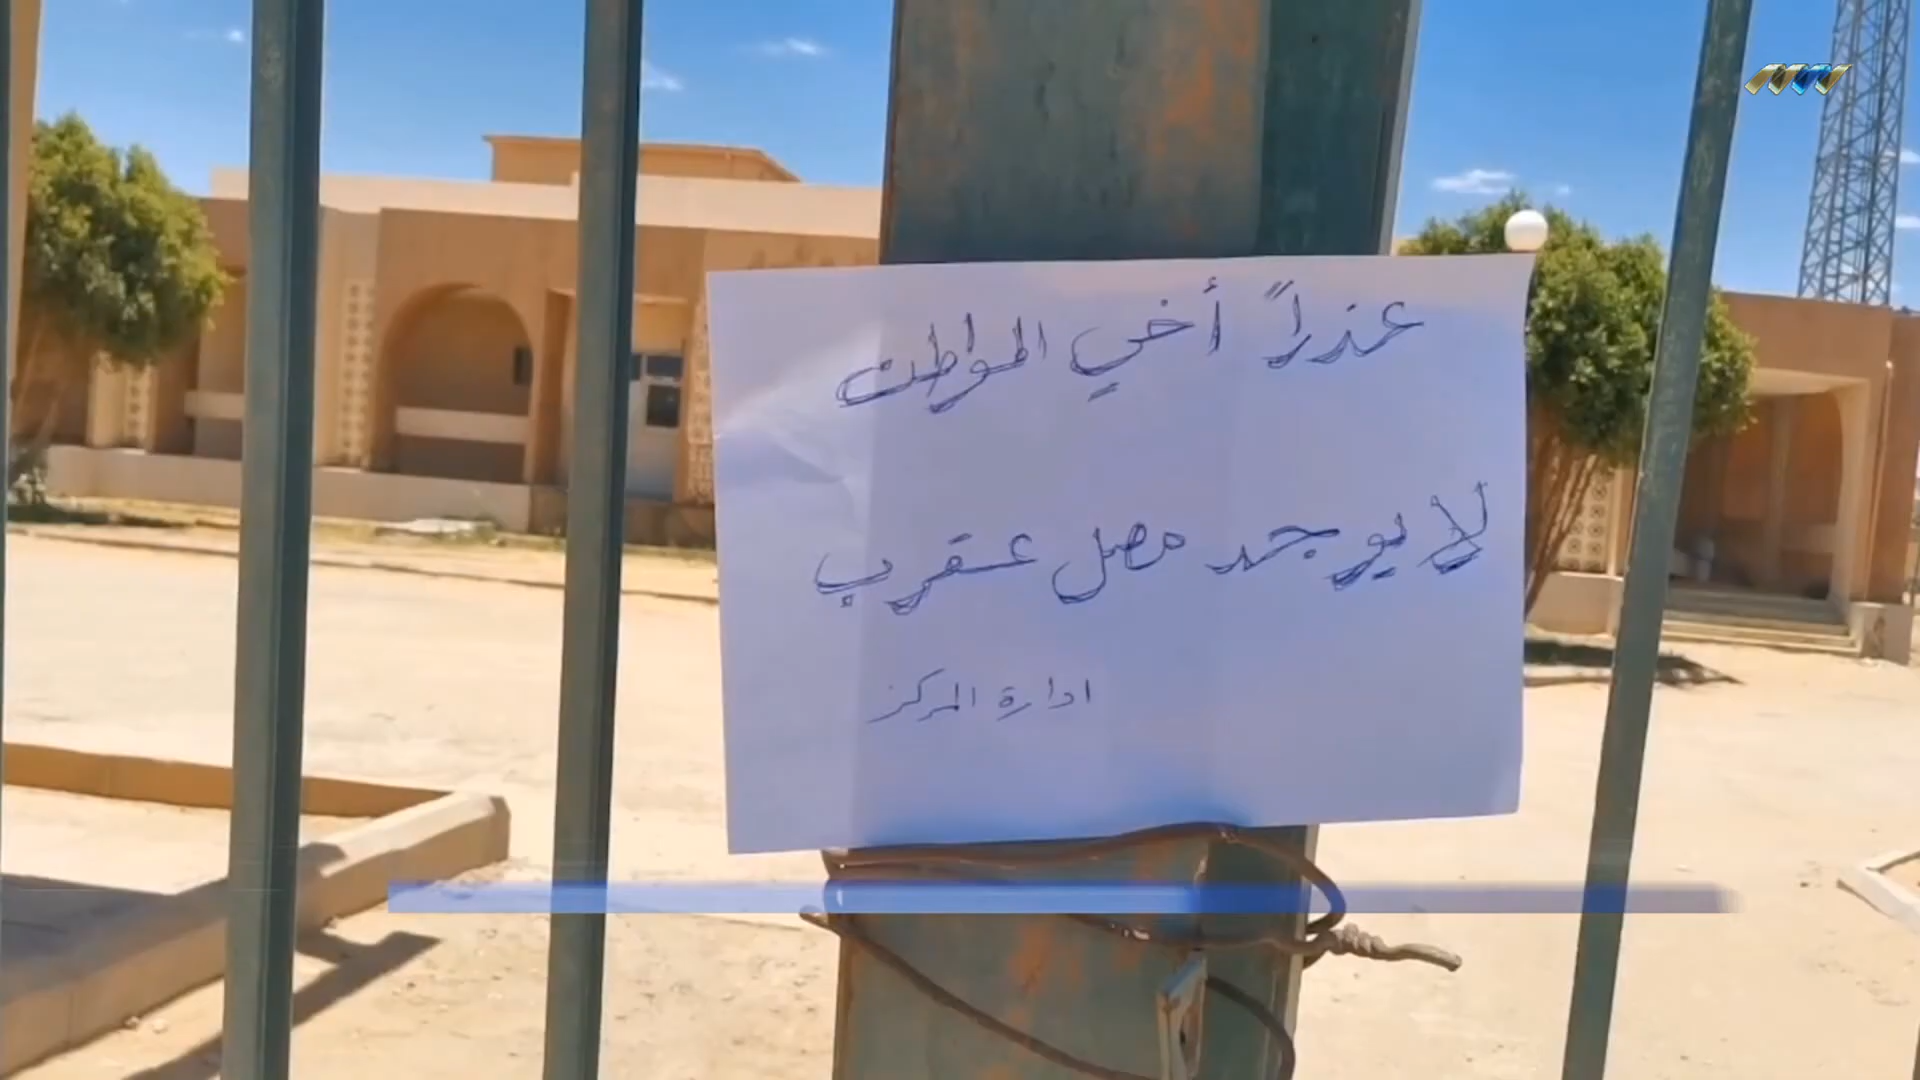 عذراً أخي المواطن
لا يوجد مصل عقرب
ادارة المركز